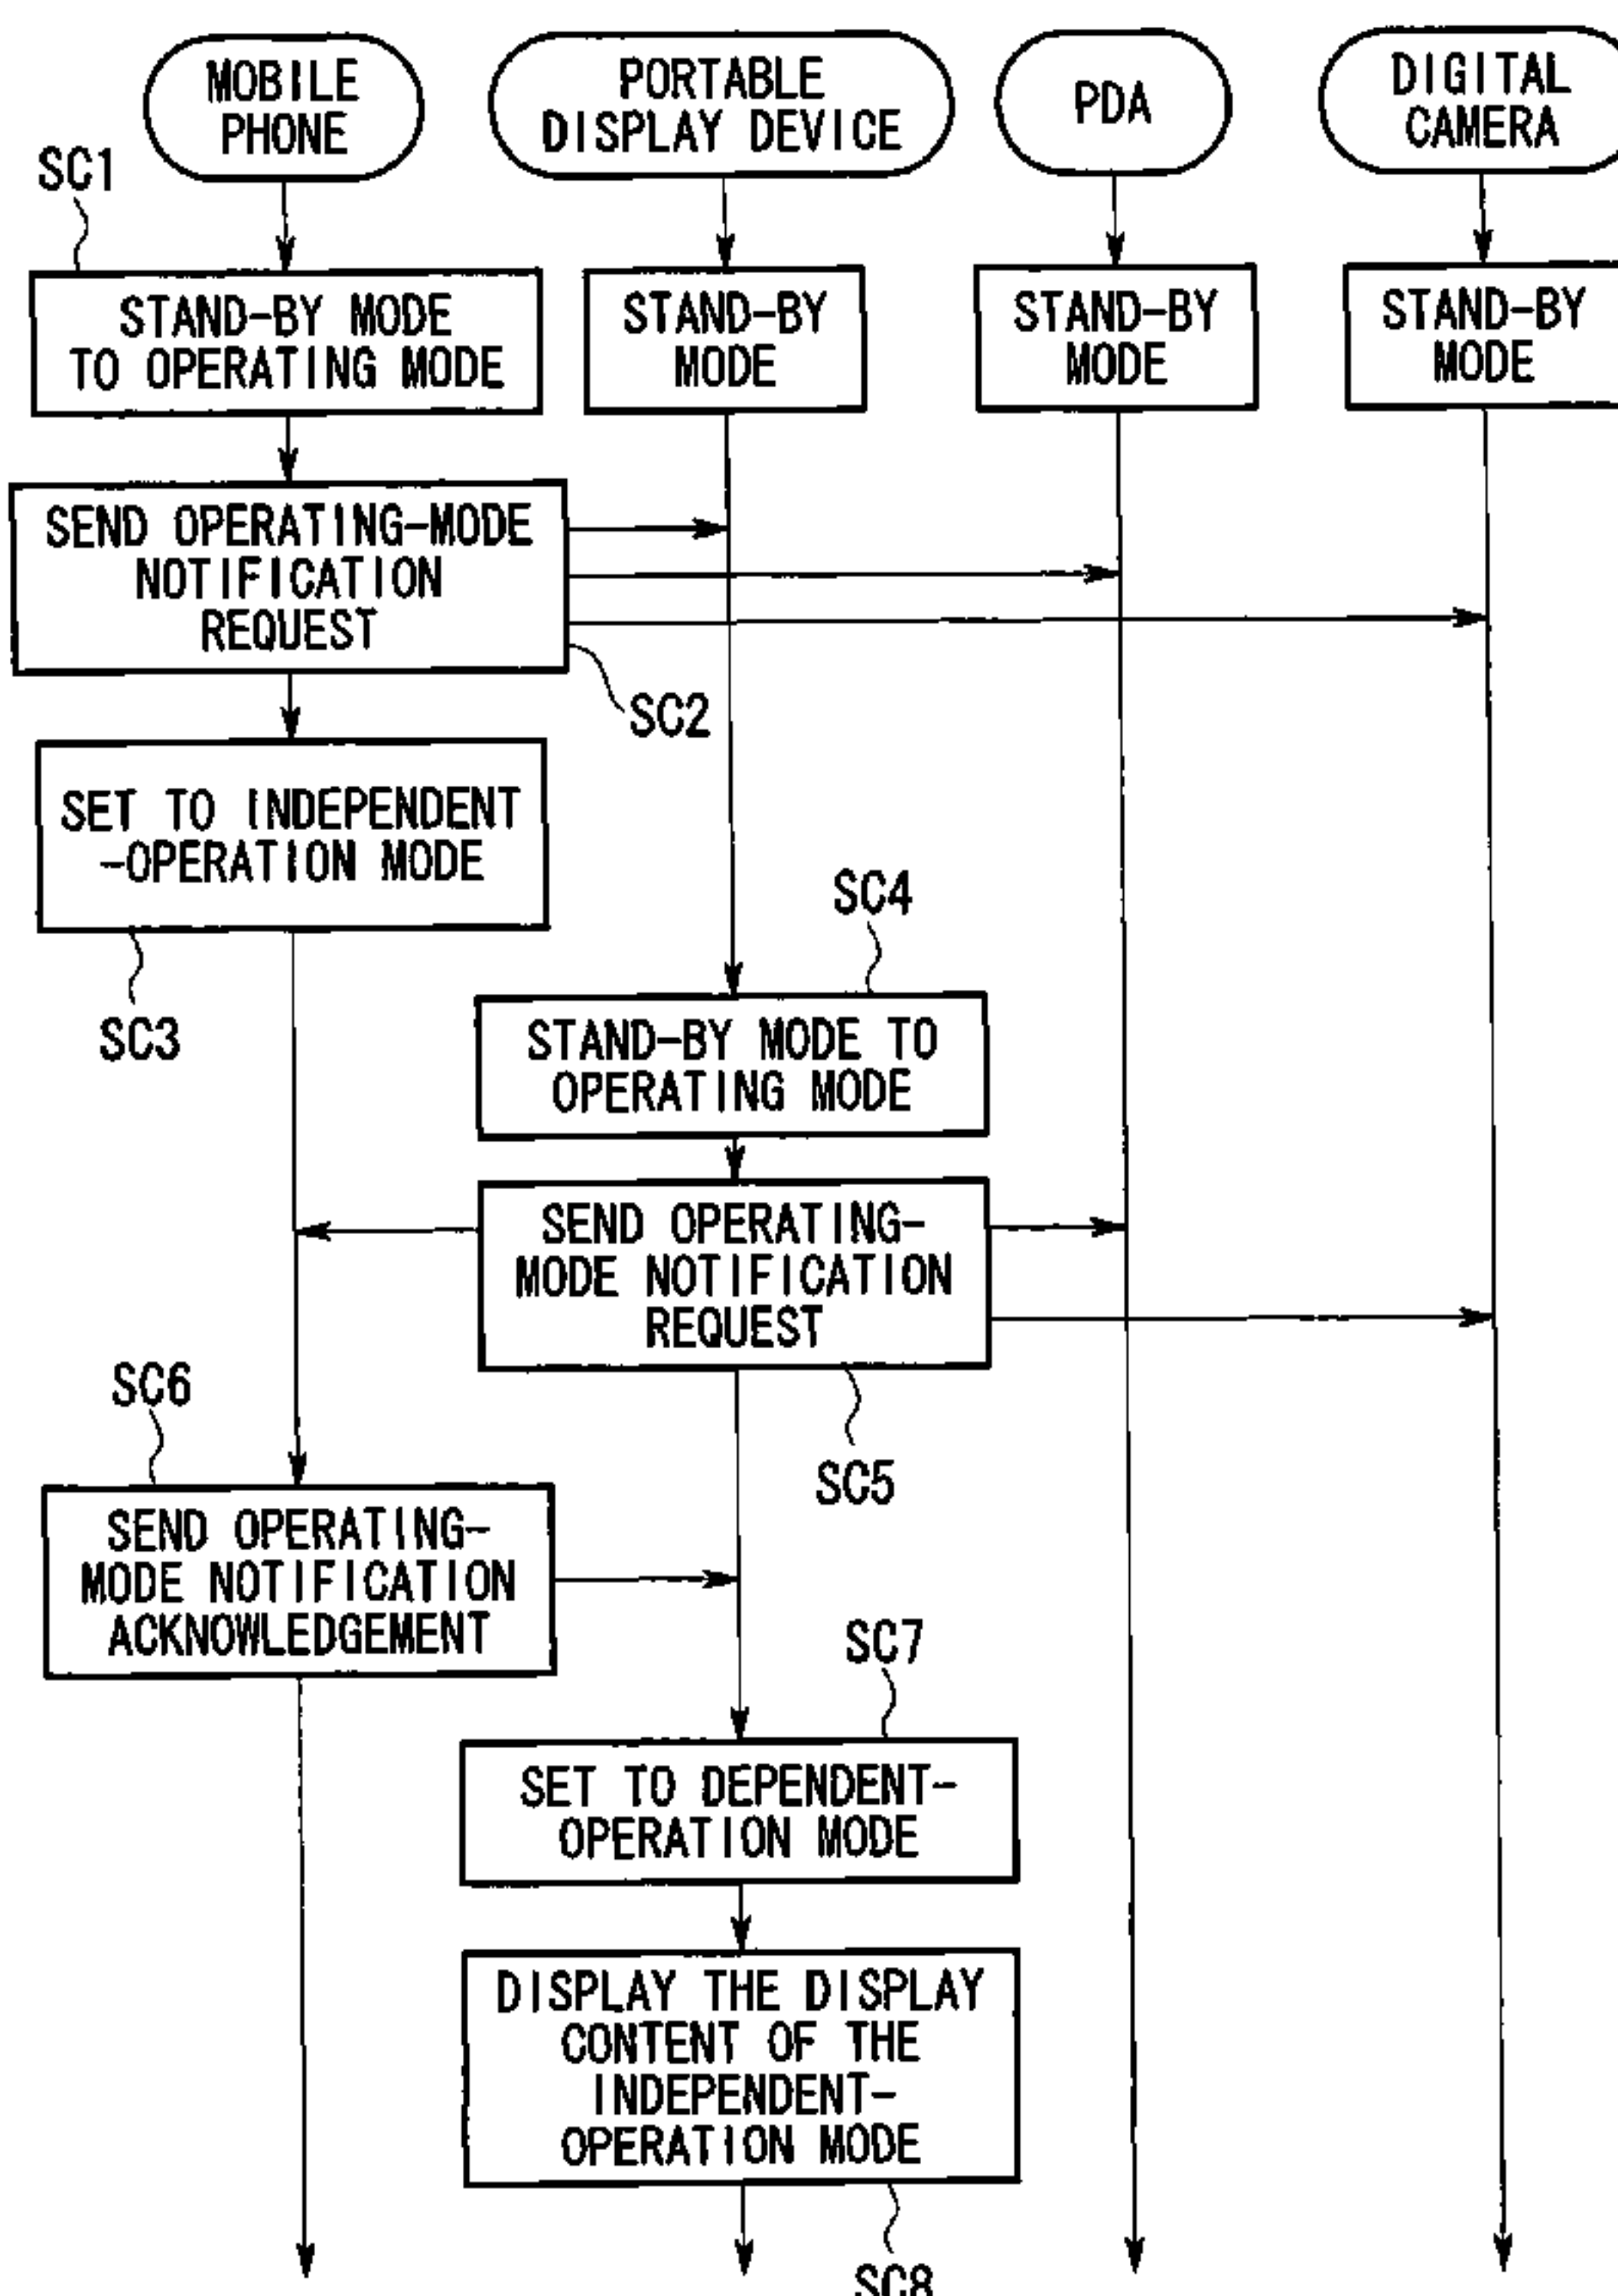 MOBILE
PHONE
PORTABLE
DISPLAY DEVICE
PDA
DIGITAL
CAMERA
SC1
STAND-BY MODE
TO OPERATING MODE
STAND-BY
MODE
STAND-BY
MODE
STAND-BY
MODE
SEND OPERATING-MODE
NOTIFICATION
REQUEST
SC2
SET TO INDEPENDENT
-OPERATION MODE
SC3
SC4
STAND-BY MODE TO
OPERATING MODE
SEND OPERATING-
MODE NOTIFICATION
REQUEST
SC5
SC6
SEND OPERATING-
MODE NOTIFICATION
ACKNOWLEDGEMENT
SC7
SET TO DEPENDENT-
OPERATION MODE
DISPLAY THE DISPLAY
CONTENT OF THE
INDEPENDENT-
OPERATION MODE
SC8